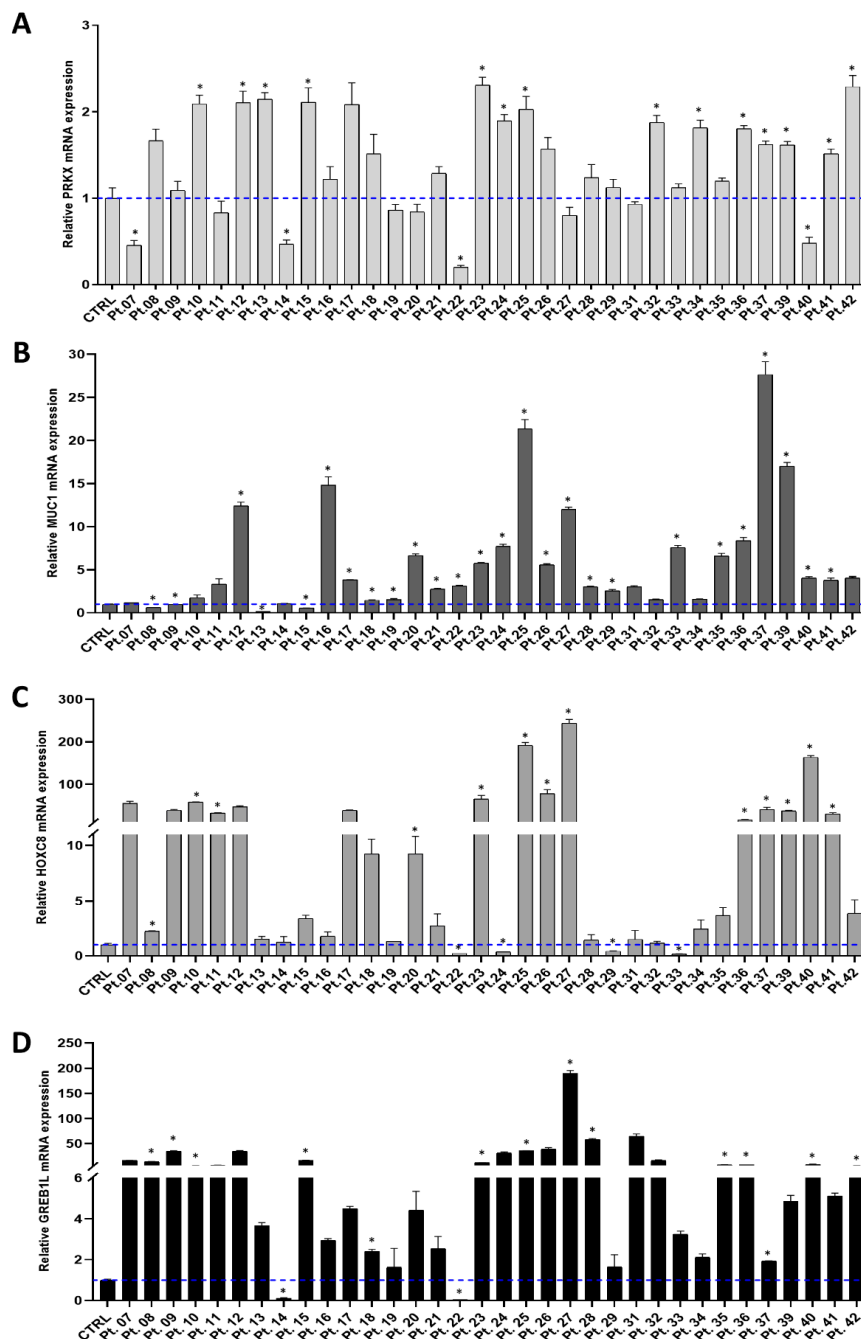 A
Relative PRKX mRNA expression
3
2
1
0
* * * * * * * * * * * * * * * * * *
CTRL Pt.07 Pt.08 Pt.09 Pt.10 Pt.11 Pt.12 Pt.13 Pt.14 Pt.15 Pt.16 Pt.17 Pt.18 Pt.19 Pt.20 Pt.21 Pt.22 Pt.23 Pt.24 Pt.25 Pt.26 Pt.27 Pt.28 Pt.29 Pt.31 Pt.32 Pt.33 Pt.34 Pt.35 Pt.36 Pt.37 Pt.39 Pt.40 Pt.41 Pt.42
B
Relative MUC1 mRNA expression
30
25
20
15
10
5
0
* * * * * * * * * * * * * * * * * * * * * * * * * *
CTRL Pt.07 Pt.08 Pt.09 Pt.10 Pt.11 Pt.12 Pt.13 Pt.14 Pt.15 Pt.16 Pt.17 Pt.18 Pt.19 Pt.20 Pt.21 Pt.22 Pt.23 Pt.24 Pt.25 Pt.26 Pt.27 Pt.28 Pt.29 Pt.31 Pt.32 Pt.33 Pt.34 Pt.35 Pt.36 Pt.37 Pt.39 Pt.40 Pt.41 Pt.42
C
Relative HOXC8 mRNA expression
300
200
100
10
5
0
* * * * * * * * * * * * * * * * *
CTRL Pt.07 Pt.08 Pt.09 Pt.10 Pt.11 Pt.12 Pt.13 Pt.14 Pt.15 Pt.16 Pt.17 Pt.18 Pt.19 Pt.20 Pt.21 Pt.22 Pt.23 Pt.24 Pt.25 Pt.26 Pt.27 Pt.28 Pt.29 Pt.31 Pt.32 Pt.33 Pt.34 Pt.35 Pt.36 Pt.37 Pt.39 Pt.40 Pt.41 Pt.42
D
Relative GREB1L mRNA expression
250
200
150
100
50
6
4
2
0
* * * * * * * * * * * * * * * *
CTRL Pt.07 Pt.08 Pt.09 Pt.10 Pt.11 Pt.12 Pt.13 Pt.14 Pt.15 Pt.16 Pt.17 Pt.18 Pt.19 Pt.20 Pt.21 Pt.22 Pt.23 Pt.24 Pt.25 Pt.26 Pt.27 Pt.28 Pt.29 Pt.31 Pt.32 Pt.33 Pt.34 Pt.35 Pt.36 Pt.37 Pt.39 Pt.40 Pt.41 Pt.42